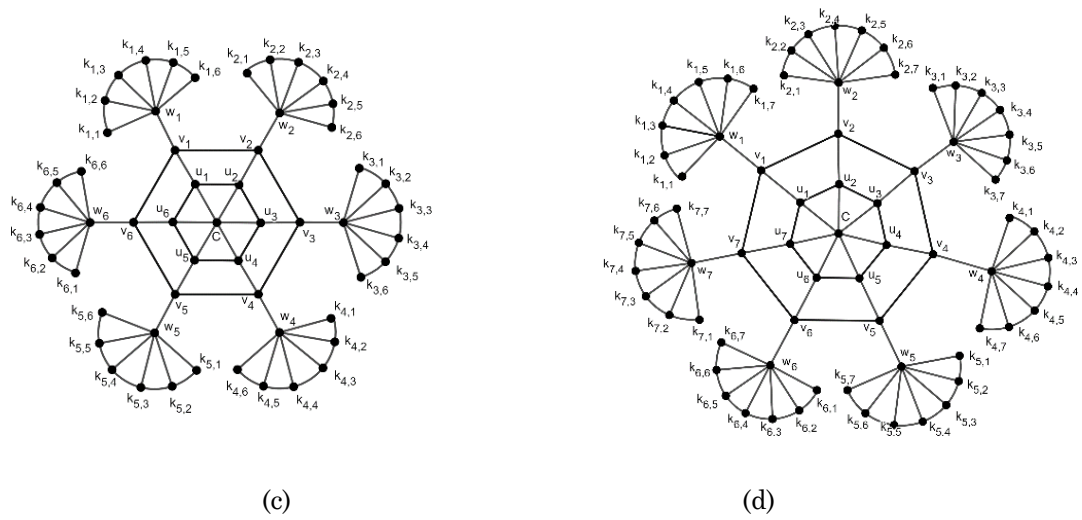 k1,1
k1,2
k1,3
k1,4
k1,5
k1,6
w1
v1
u1
k2,1
k2,2
k2,3
k2,4
k2,5
k2,6
w2
v2
u2
k3,1
k3,2
k3,3
k3,4
k3,5
k3,6
w3
v3
u3
C
k4,1
k4,2
k4,3
k4,4
k4,5
k4,6
w4
v4
u4
k5,1
k5,2
k5,3
k5,4
k5,5
k5,6
w5
v5
u5
k6,1
k6,2
k6,3
k6,4
k6,5
k6,6
w6
v6
u6
(c)
k1,1
k1,2
k1,3
k1,4
k1,5
k1,6
k1,7
w1
v1
u1
k2,1
k2,2
k2,3
k2,4
k2,5
k2,6
k2,7
w2
v2
u2
k3,1
k3,2
k3,3
k3,4
k3,5
k3,6
k3,7
w3
v3
u3
C
k4,1
k4,2
k4,3
k4,4
k4,5
k4,6
k4,7
w4
v4
u4
k5,1
k5,2
k5,3
k5,4
k5,5
k5,6
k5,7
w5
v5
u5
k6,1
k6,2
k6,3
k6,4
k6,5
k6,6
k6,7
w6
v6
u6
k7,1
k7,2
k7,3
k7,4
k7,5
k7,6
k7,7
w7
v7
u7
(d)